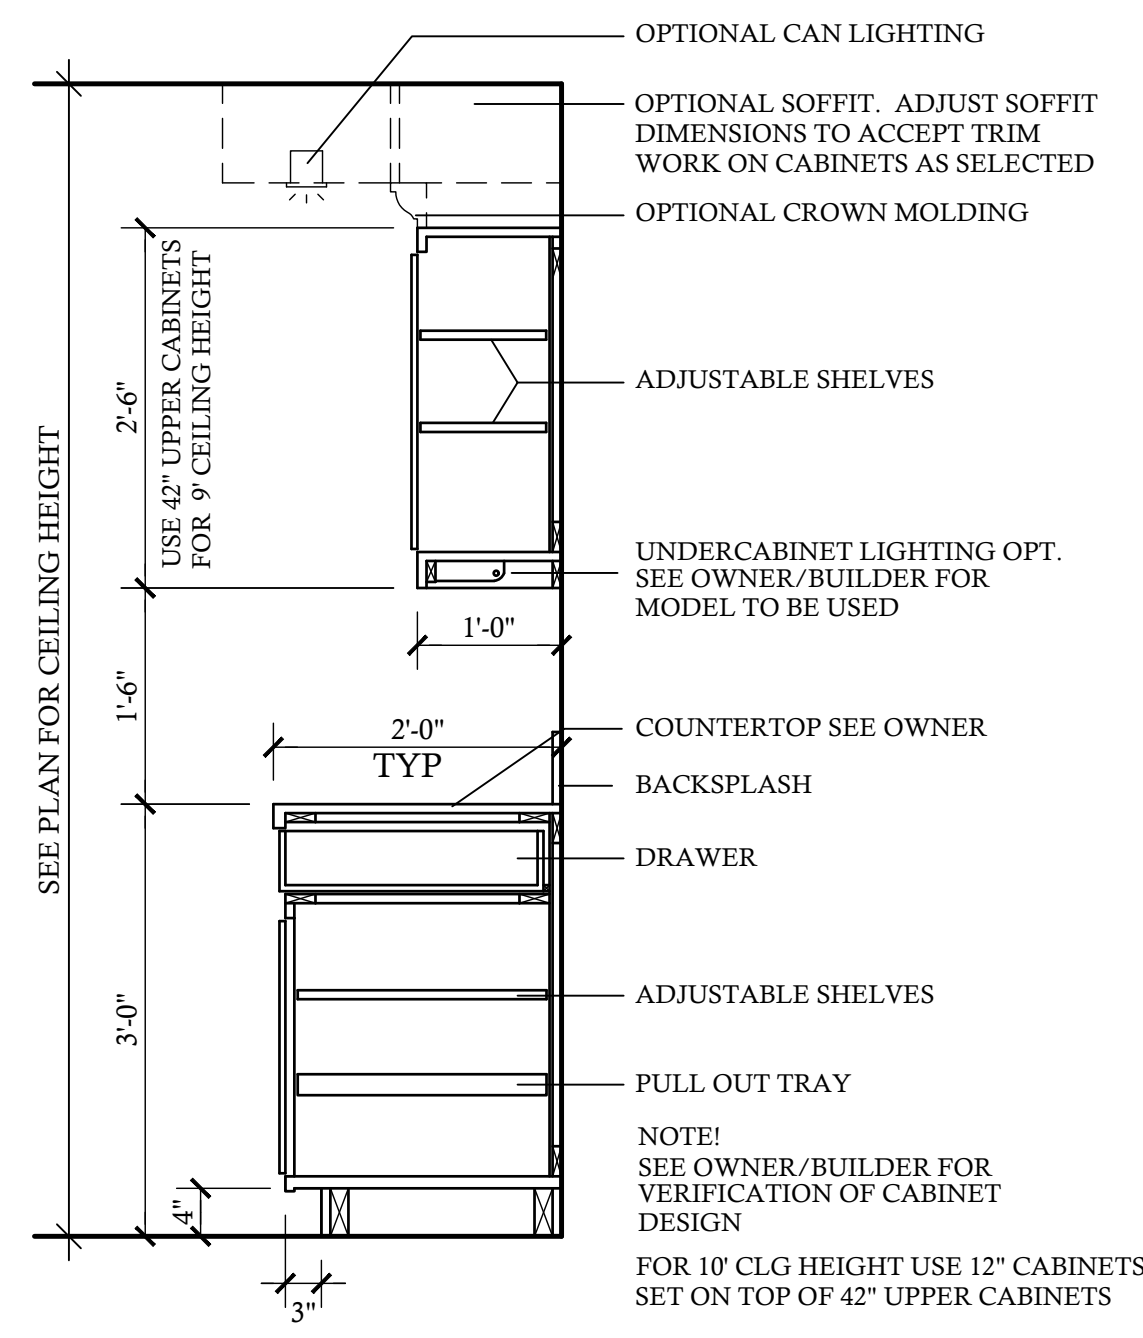 OPTIONAL CAN LIGHTING
OPTIONAL SOFFIT. ADJUST SOFFIT
DIMENSIONS TO ACCEPT TRIM
WORK ON CABINETS AS SELECTED
OPTIONAL CROWN MOLDING
USE 42" UPPER CABINETS
FOR 9' CEILING HEIGHT
2'-6"
ADJUSTABLE SHELVES
SEE PLAN FOR CEILING HEIGHT
UNDERCABINET LIGHTING OPT.
SEE OWNER/BUILDER FOR
MODEL TO BE USED
1'-0"
1'-6"
2'-0"
TYP
COUNTERTOP SEE OWNER
BACKSPLASH
DRAWER
3'-0"
ADJUSTABLE SHELVES
PULL OUT TRAY
NOTE!
SEE OWNER/BUILDER FOR
VERIFICATION OF CABINET
DESIGN
4"
3"
FOR 10' CLG HEIGHT USE 12" CABINETS
SET ON TOP OF 42" UPPER CABINETS